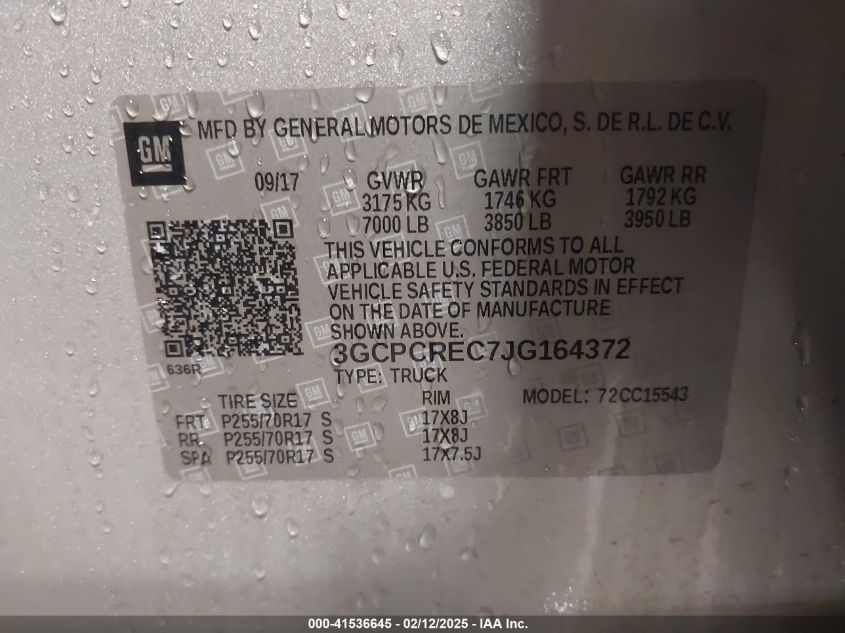 GM MFD BY GENERAL MOTORS DE MEXICO, S. DE R.L. DE C.V.
09/17 GVWR GAWR FRT GAWR RR
3175 KG 1746 KG 1792 KG
7000 LB 3850 LB 3950 LB
THIS VEHICLE CONFORMS TO ALL
APPLICABLE U.S. FEDERAL MOTOR
VEHICLE SAFETY STANDARDS IN EFFECT
ON THE DATE OF MANUFACTURE
SHOWN ABOVE.
3GCPCREC7JG164372
636R
TYPE: TRUCK
TIRE SIZE RIM MODEL: 72CC15543
FRT P255/70R17 S 17X8J
RR P255/70R17 S 17X8J
SPA P255/70R17 S 17X7.5J
000-41536645 - 02/12/2025 - IAA Holdings, LLC.